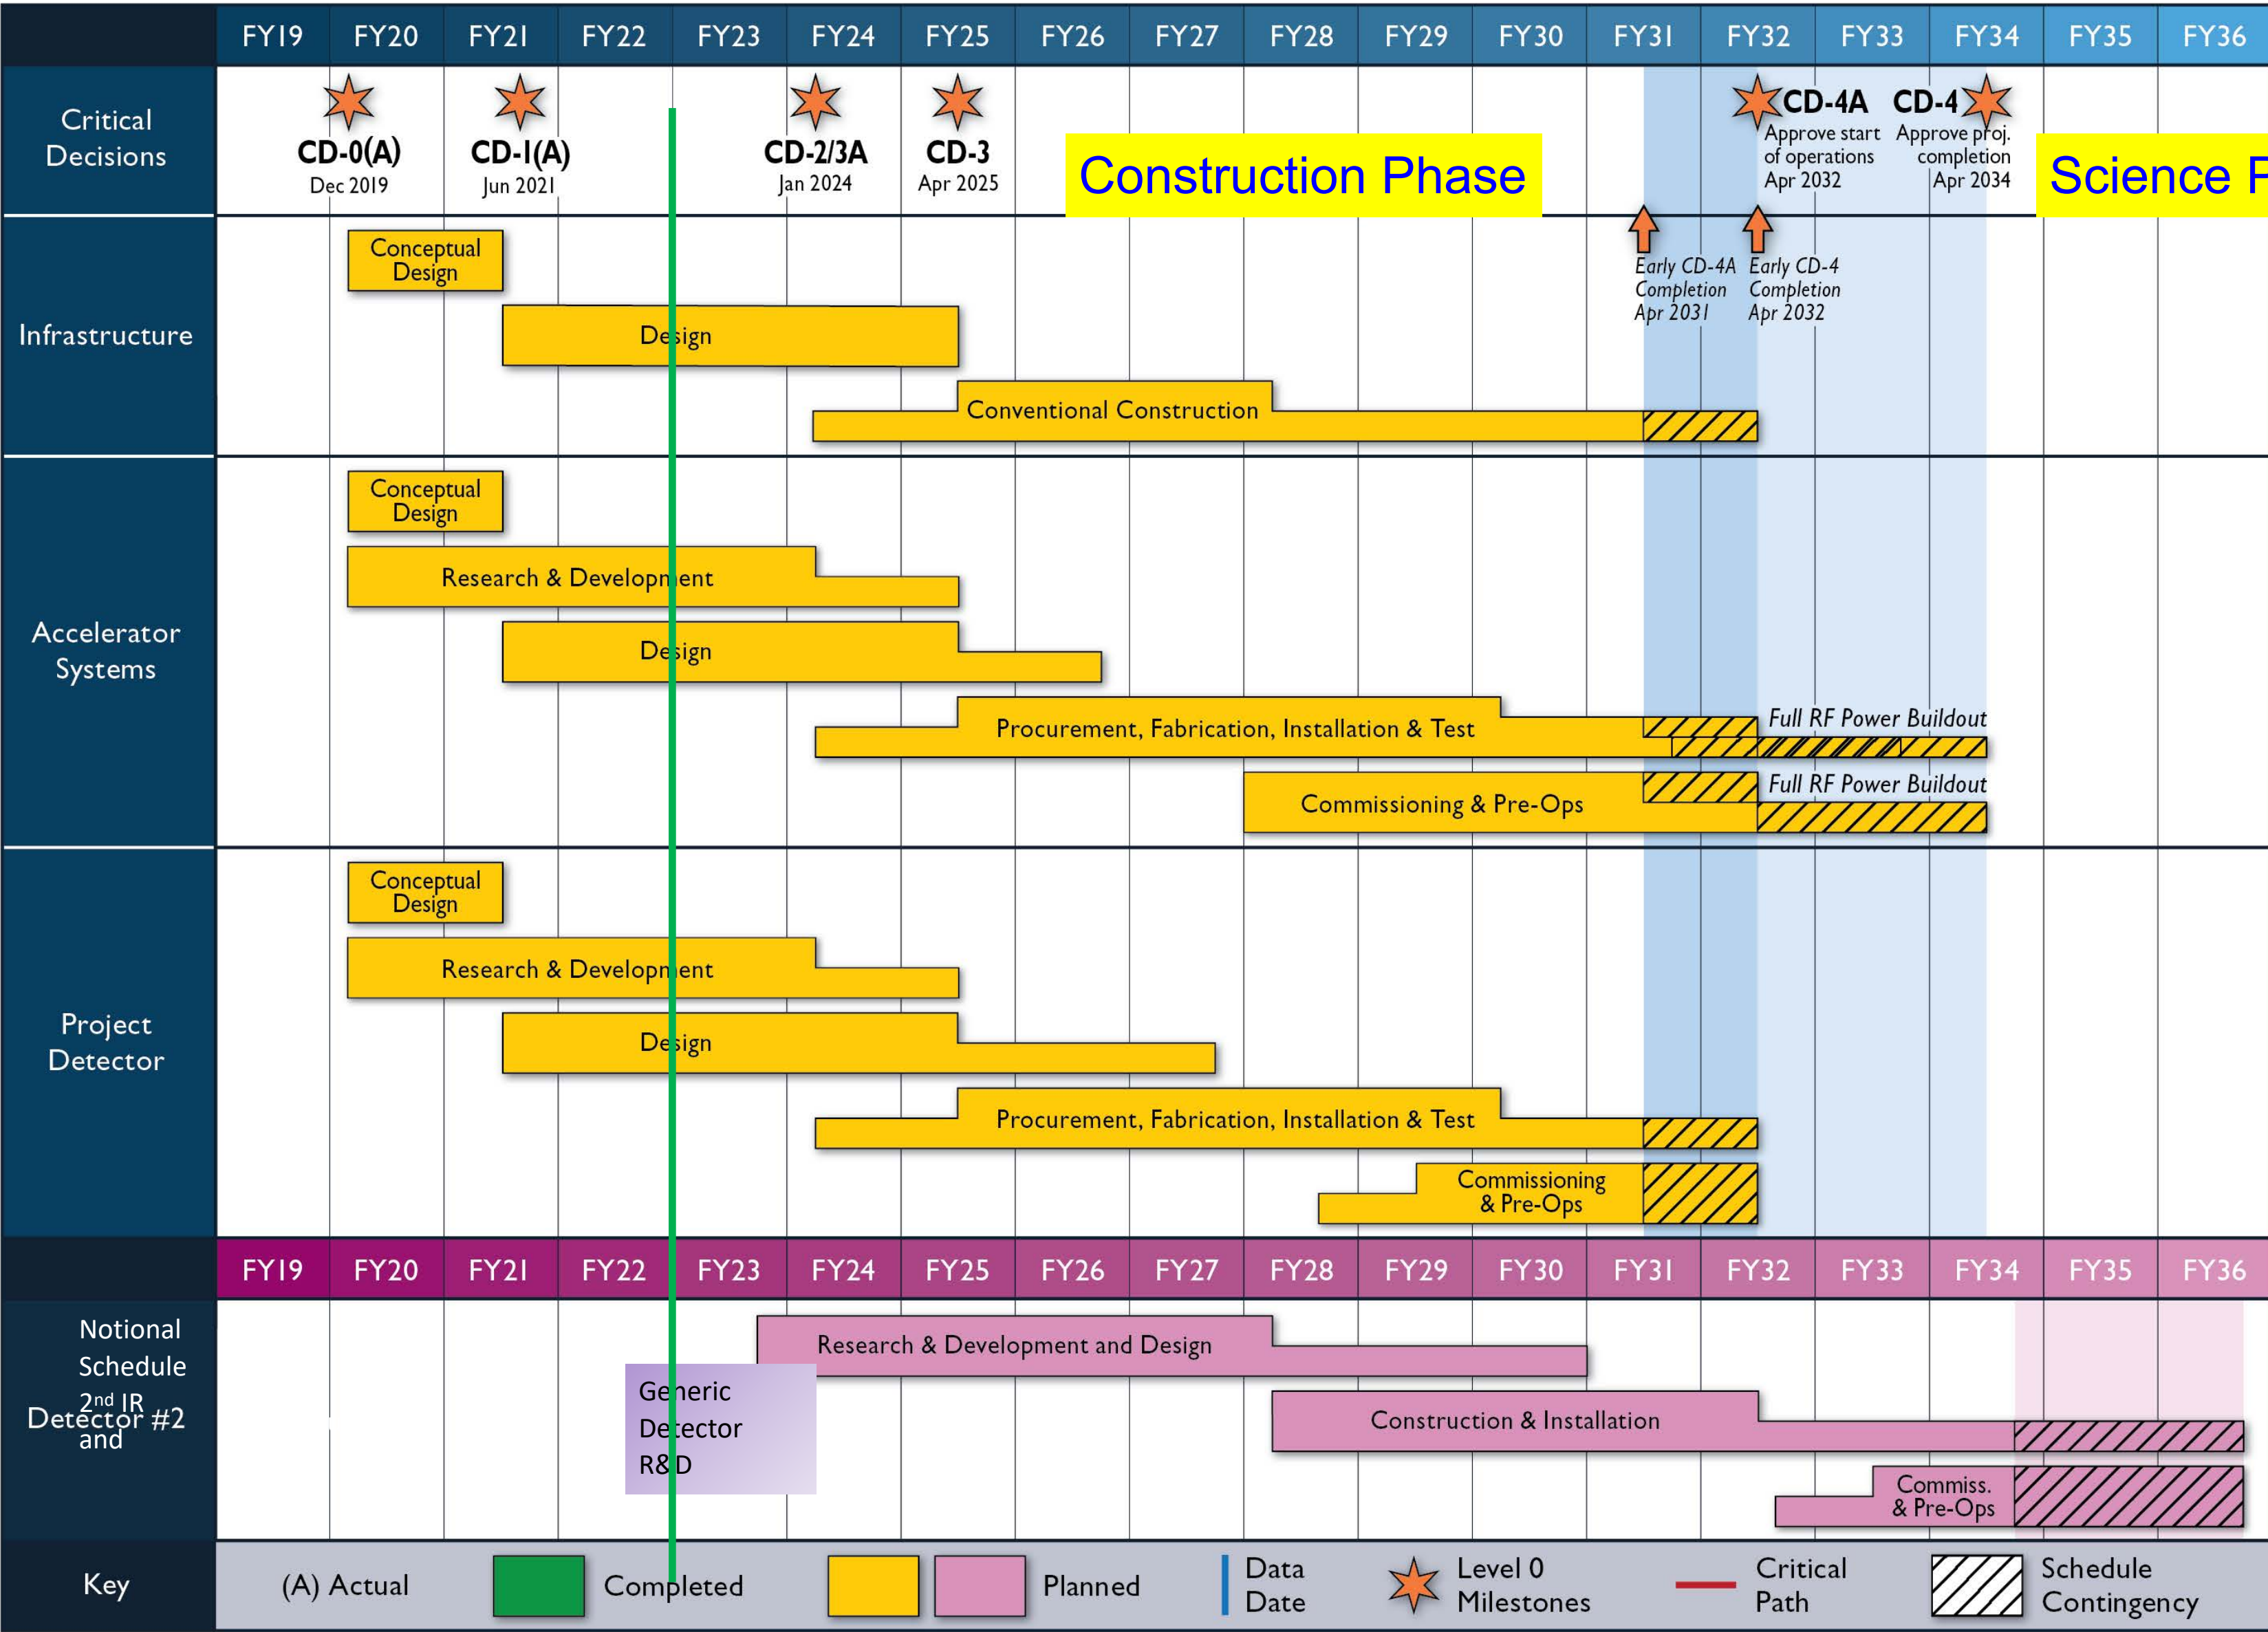 FY19 FY20 FY21 FY22 FY23 FY24 FY25 FY26 FY27 FY28 FY29 FY30 FY31 FY32 FY33 FY34 FY35 FY36
Critical
Decisions
CD-0(A)
Dec 2019
CD-1(A)
Jun 2021
CD-2/3A
Jan 2024
CD-3
Apr 2025
Construction Phase
CD-4A
Approve start
of operations
Apr 2032
CD-4
Approve proj.
completion
Apr 2034
Science
Infrastructure
Conceptual
Design
Design
Conventional Construction
Early CD-4A
Completion
Apr 2031
Early CD-4
Completion
Apr 2032
Accelerator
Systems
Conceptual
Design
Research & Development
Design
Procurement, Fabrication, Installation & Test
Full RF Power Buildout
Commissioning & Pre-Ops
Full RF Power Buildout
Project
Detector
Conceptual
Design
Research & Development
Design
Procurement, Fabrication, Installation & Test
Commissioning
& Pre-Ops
FY19 FY20 FY21 FY22 FY23 FY24 FY25 FY26 FY27 FY28 FY29 FY30 FY31 FY32 FY33 FY34 FY35 FY36
Notional
Schedule
2nd IR
Detector #2
and
Research & Development and Design
Generic
Detector
R&D
Construction & Installation
Commiss.
& Pre-Ops
Key
(A) Actual
Completed
Planned
Data
Date
Level 0
Milestones
Critical
Path
Schedule
Contingency